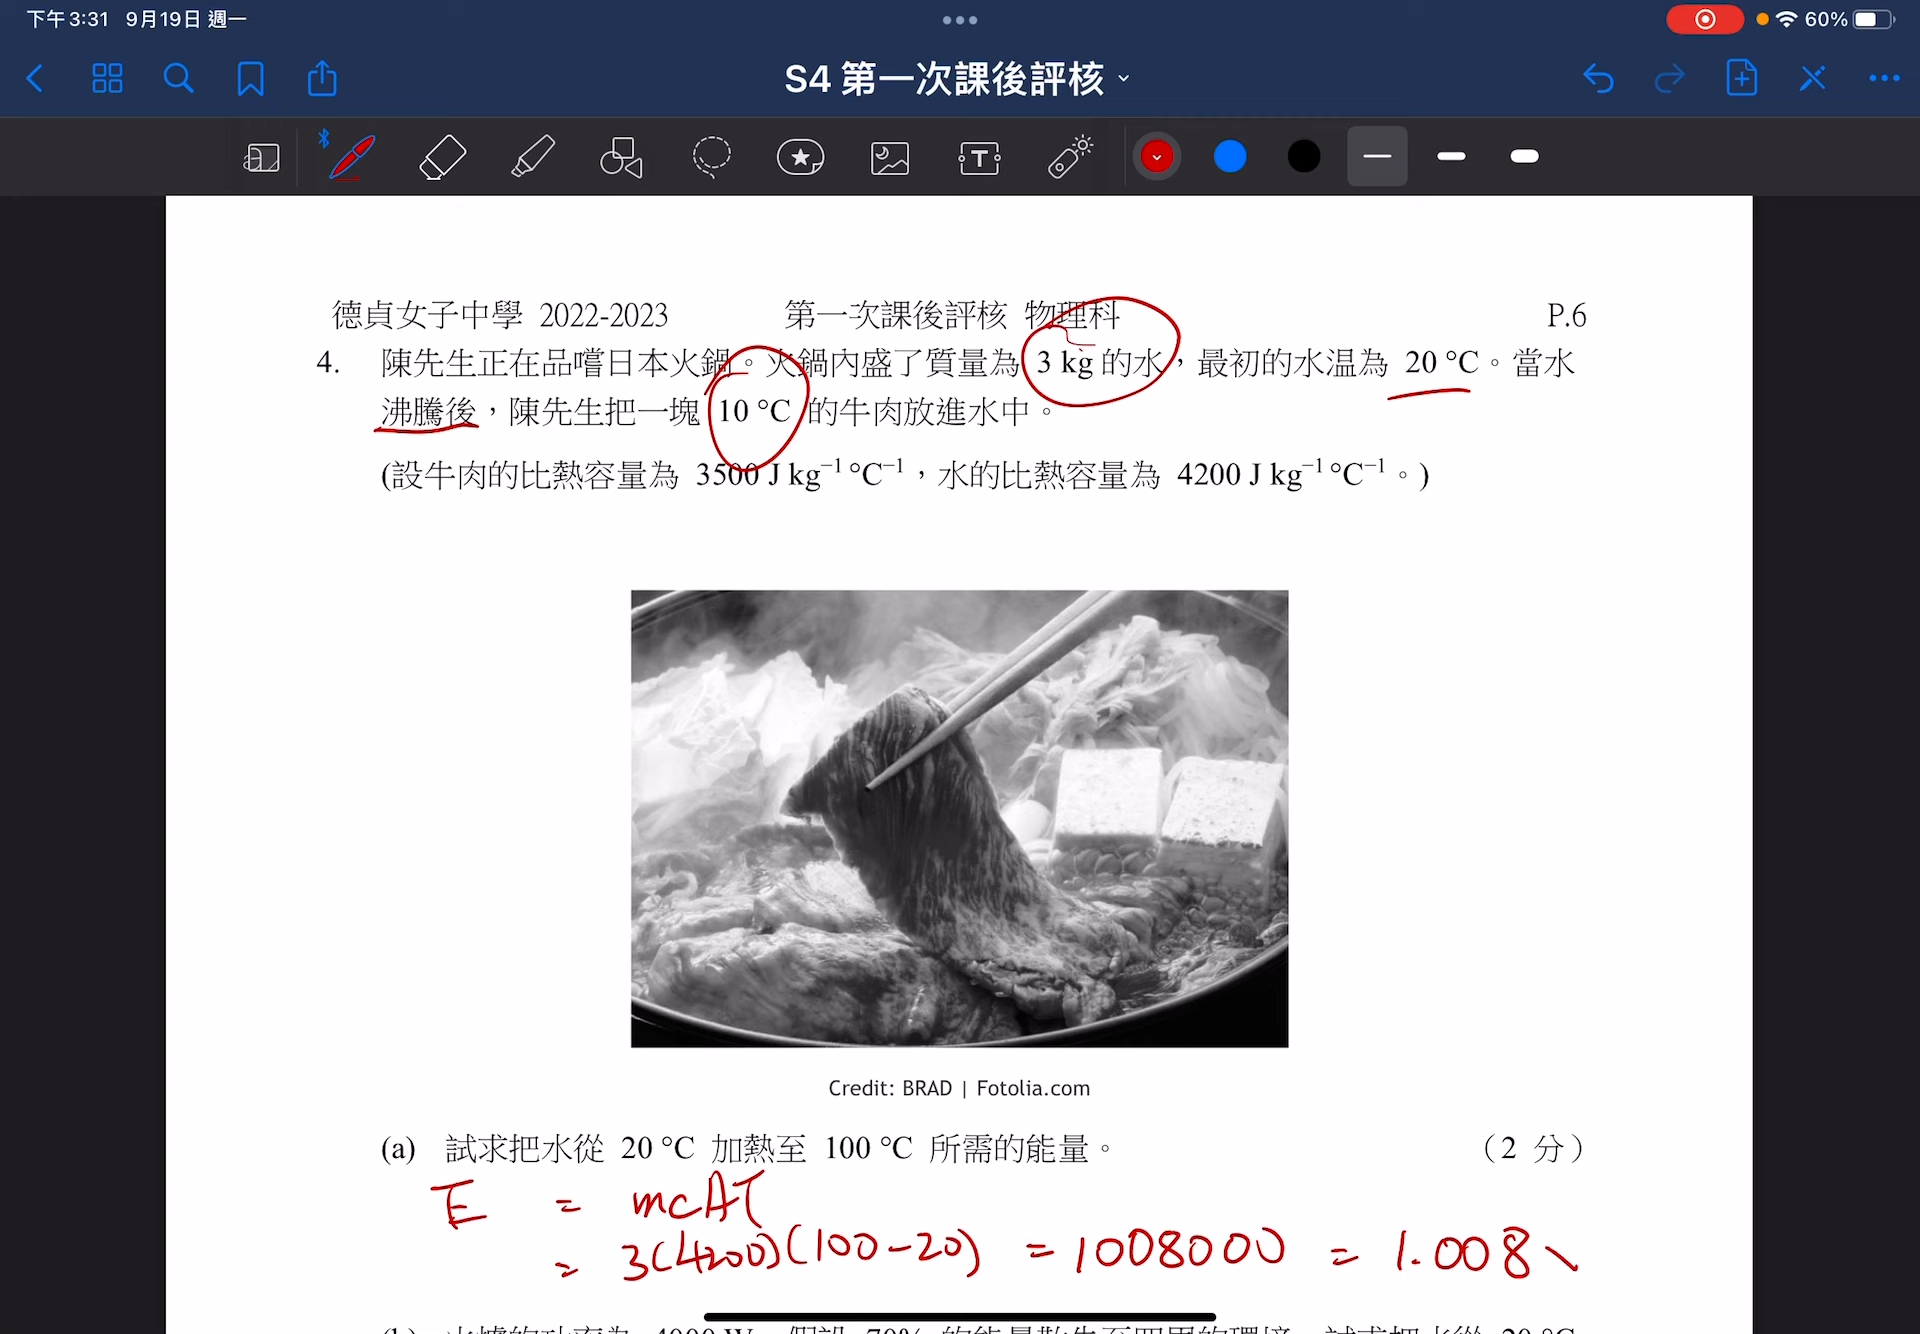 下午3:31 9月19日 週一
60%
S4 第一次課後評核
德貞女子中學 2022-2023 第一次課後評核 物理科 P.6
4. 陳先生正在品嚐日本火鍋。火鍋內盛了質量為 3 kg 的水，最初的水温為 20 °C。當水
沸騰後，陳先生把一塊 10 °C 的牛肉放進水中。
(設牛肉的比熱容量為 3500 J kg⁻¹ °C⁻¹，水的比熱容量為 4200 J kg⁻¹ °C⁻¹。)
Credit: BRAD | Fotolia.com
(a) 試求把水從 20 °C 加熱至 100 °C 所需的能量。 （2 分）
E = mcΔT
= 3(4200)(100-20) = 1008000 = 1.008
4000 W 70% 20 °C